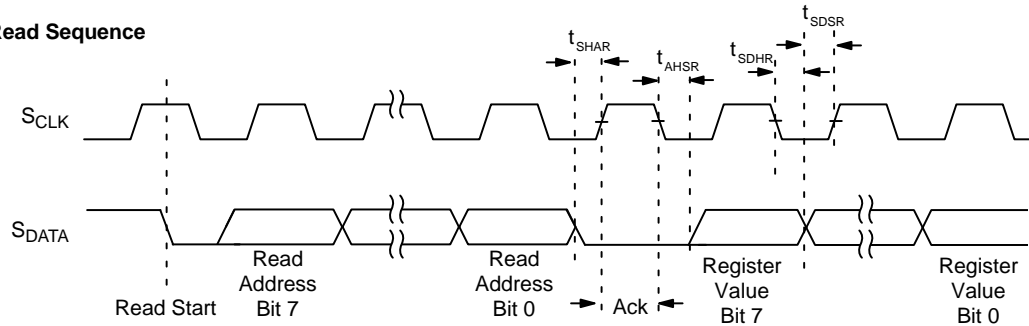 Read Sequence
tSDSR
tSHAR
tSDHR
tAHSR
SCLK
SDATA
Read
Address
Bit 7
Read
Address
Bit 0
Register
Value
Bit 7
Register
Value
Bit 0
Read Start
Ack